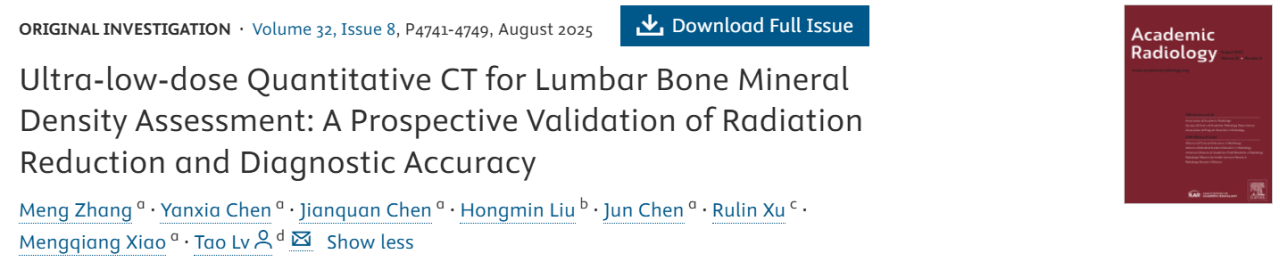 ORIGINAL INVESTIGATION · Volume 32, Issue 8, P4741-4749, August 2025
Download Full Issue
Ultra-low-dose Quantitative CT for Lumbar Bone Mineral
Density Assessment: A Prospective Validation of Radiation
Reduction and Diagnostic Accuracy
Meng Zhang a · Yanxia Chen a · Jianquan Chen a · Hongmin Liu b · Jun Chen a · Rulin Xu c ·
Mengqiang Xiao a · Tao Lv d Show less
Academic
Radiology